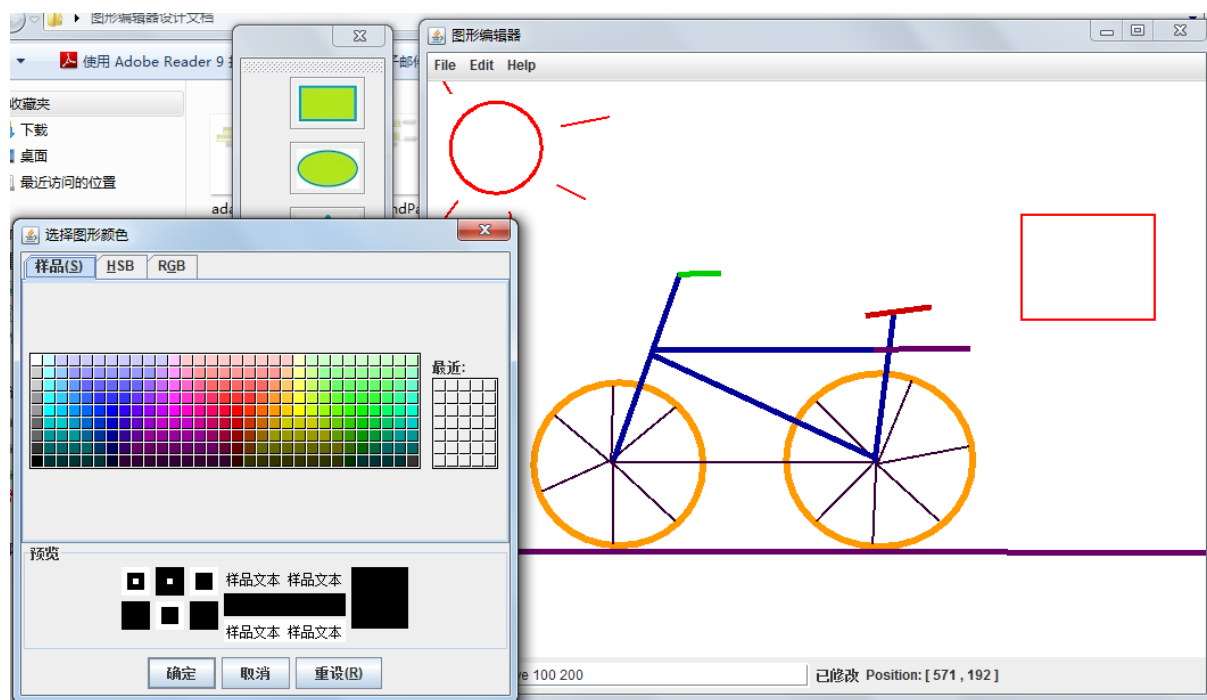 图形编辑器设计文档
使用 Adobe Reader 9
收藏夹
下载
桌面
最近访问的位置
图形编辑器
File Edit Help
选择图形颜色
样品(S) HSB RGB
最近:
预览
样品文本 样品文本
样品文本 样品文本
确定 取消 重设(R)
100 200
已修改 Position: [ 571 , 192 ]